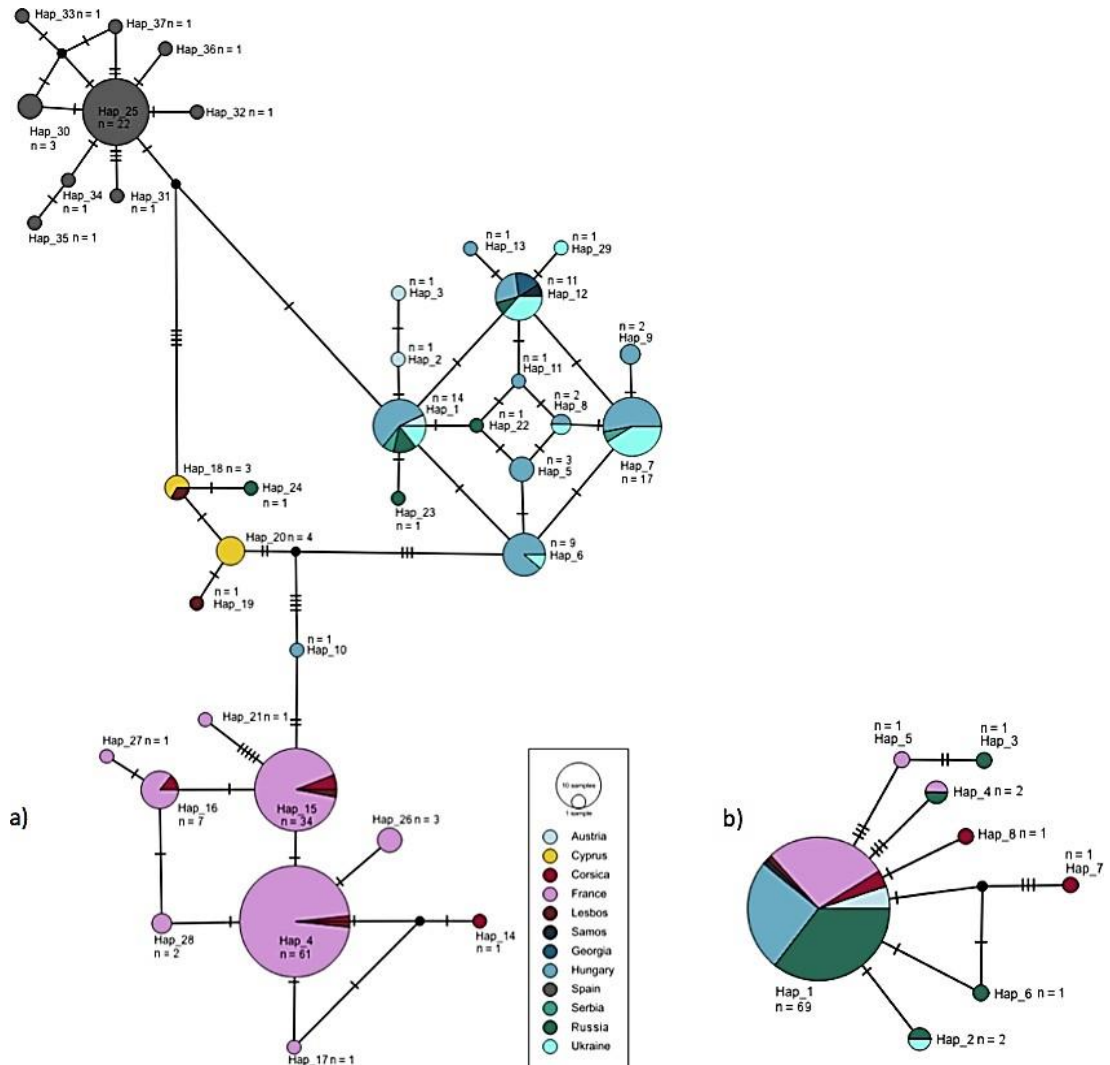 Hap_33 n = 1
Hap_37 n = 1
Hap_36 n = 1
Hap_25
n = 22
Hap_32 n = 1
Hap_30
n = 3
Hap_34
n = 1
Hap_31
n = 1
Hap_35 n = 1
n = 1
Hap_13
n = 1
Hap_29
n = 1
Hap_3
n = 11
Hap_12
n = 1
Hap_2
n = 2
Hap_9
n = 1
Hap_11
n = 14
Hap_1
n = 2
Hap_8
n = 1
Hap_22
n = 3
Hap_5
Hap_7
n = 17
Hap_18 n = 3
Hap_24
n = 1
Hap_23
n = 1
Hap_20 n = 4
n = 9
Hap_6
n = 1
Hap_19
n = 1
Hap_10
Hap_21 n = 1
Hap_27 n = 1
Hap_16
n = 7
Hap_15
n = 34
a)
Hap_26 n = 3
Hap_28
n = 2
Hap_4
n = 61
Hap_14
n = 1
Hap_17 n = 1
10 samples
1 sample
Austria
Cyprus
Corsica
France
Lesbos
Samos
Georgia
Hungary
Spain
Serbia
Russia
Ukraine
b)
n = 1
Hap_5
n = 1
Hap_3
Hap_4 n = 2
Hap_8 n = 1
n = 1
Hap_7
Hap_1
n = 69
Hap_6 n = 1
Hap_2 n = 2